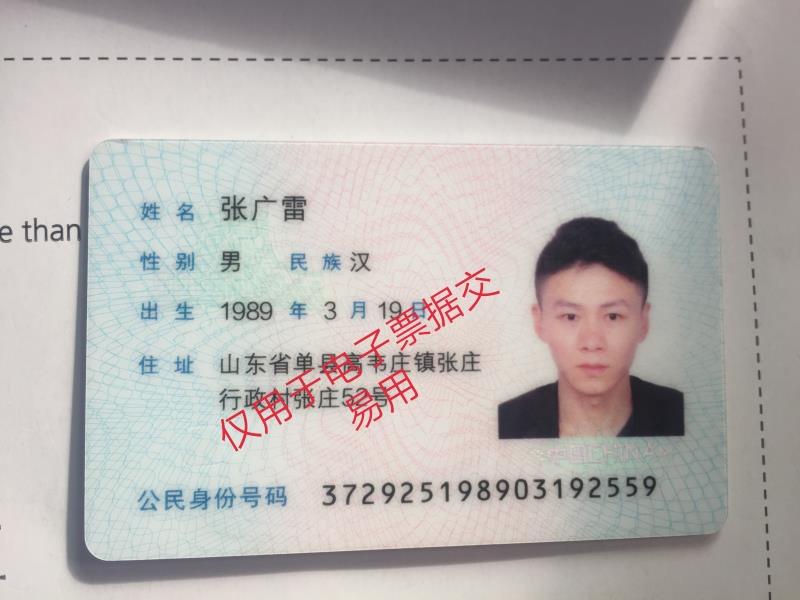 e than
姓名 张广雷
性别 男 民族 汉
出生 1989 年 3 月 19 日
住址 山东省单县高韦庄镇张庄
行政村张庄号
仅用于电子票据交
易用
中国CHINA
公民身份号码 372925198903192559